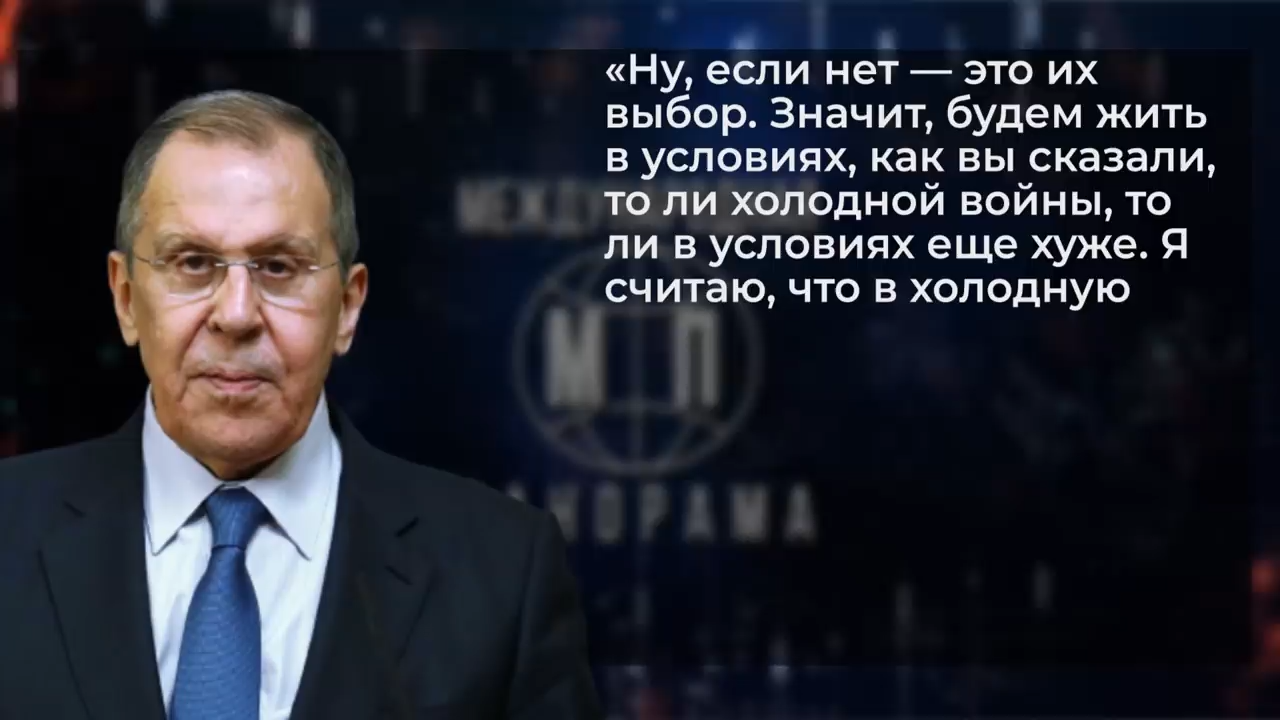 «Ну, если нет — это их
выбор. Значит, будем жить
в условиях, как вы сказали,
то ли холодной войны, то
ли в условиях еще хуже. Я
считаю, что в холодную
М П